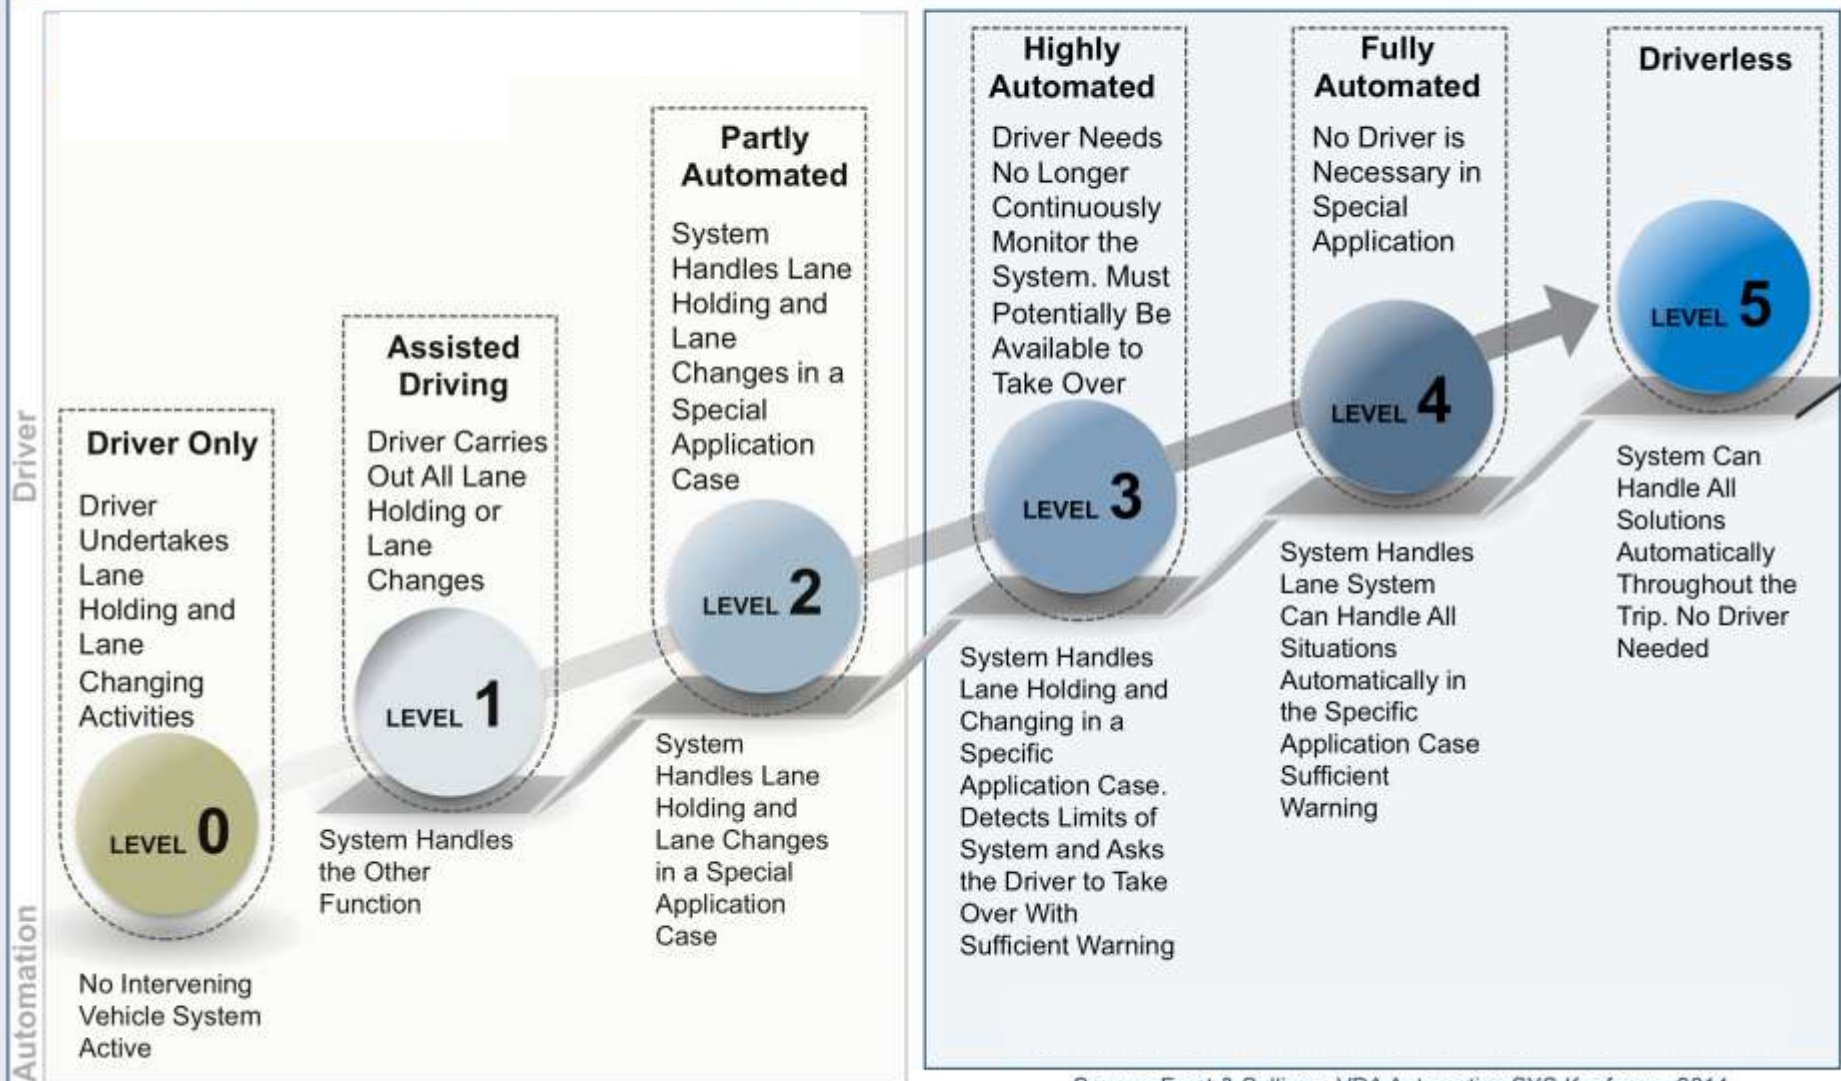 Driver
Automation
Driver Only
Driver
Undertakes
Lane
Holding and
Lane
Changing
Activities
LEVEL 0
No Intervening
Vehicle System
Active
Assisted
Driving
Driver Carries
Out All Lane
Holding or
Lane
Changes
LEVEL 1
System Handles
the Other
Function
Partly
Automated
System
Handles Lane
Holding and
Lane
Changes in a
Special
Application
Case
LEVEL 2
System
Handles Lane
Holding and
Lane Changes
in a Special
Application
Case
Highly
Automated
Driver Needs
No Longer
Continuously
Monitor the
System. Must
Potentially Be
Available to
Take Over
LEVEL 3
System Handles
Lane Holding and
Changing in a
Specific
Application Case.
Detects Limits of
System and Asks
the Driver to Take
Over With
Sufficient Warning
Fully
Automated
No Driver is
Necessary in
Special
Application
LEVEL 4
System Handles
Lane System
Can Handle All
Situations
Automatically in
the Specific
Application Case
Sufficient
Warning
Driverless
LEVEL 5
System Can
Handle All
Solutions
Automatically
Throughout the
Trip. No Driver
Needed